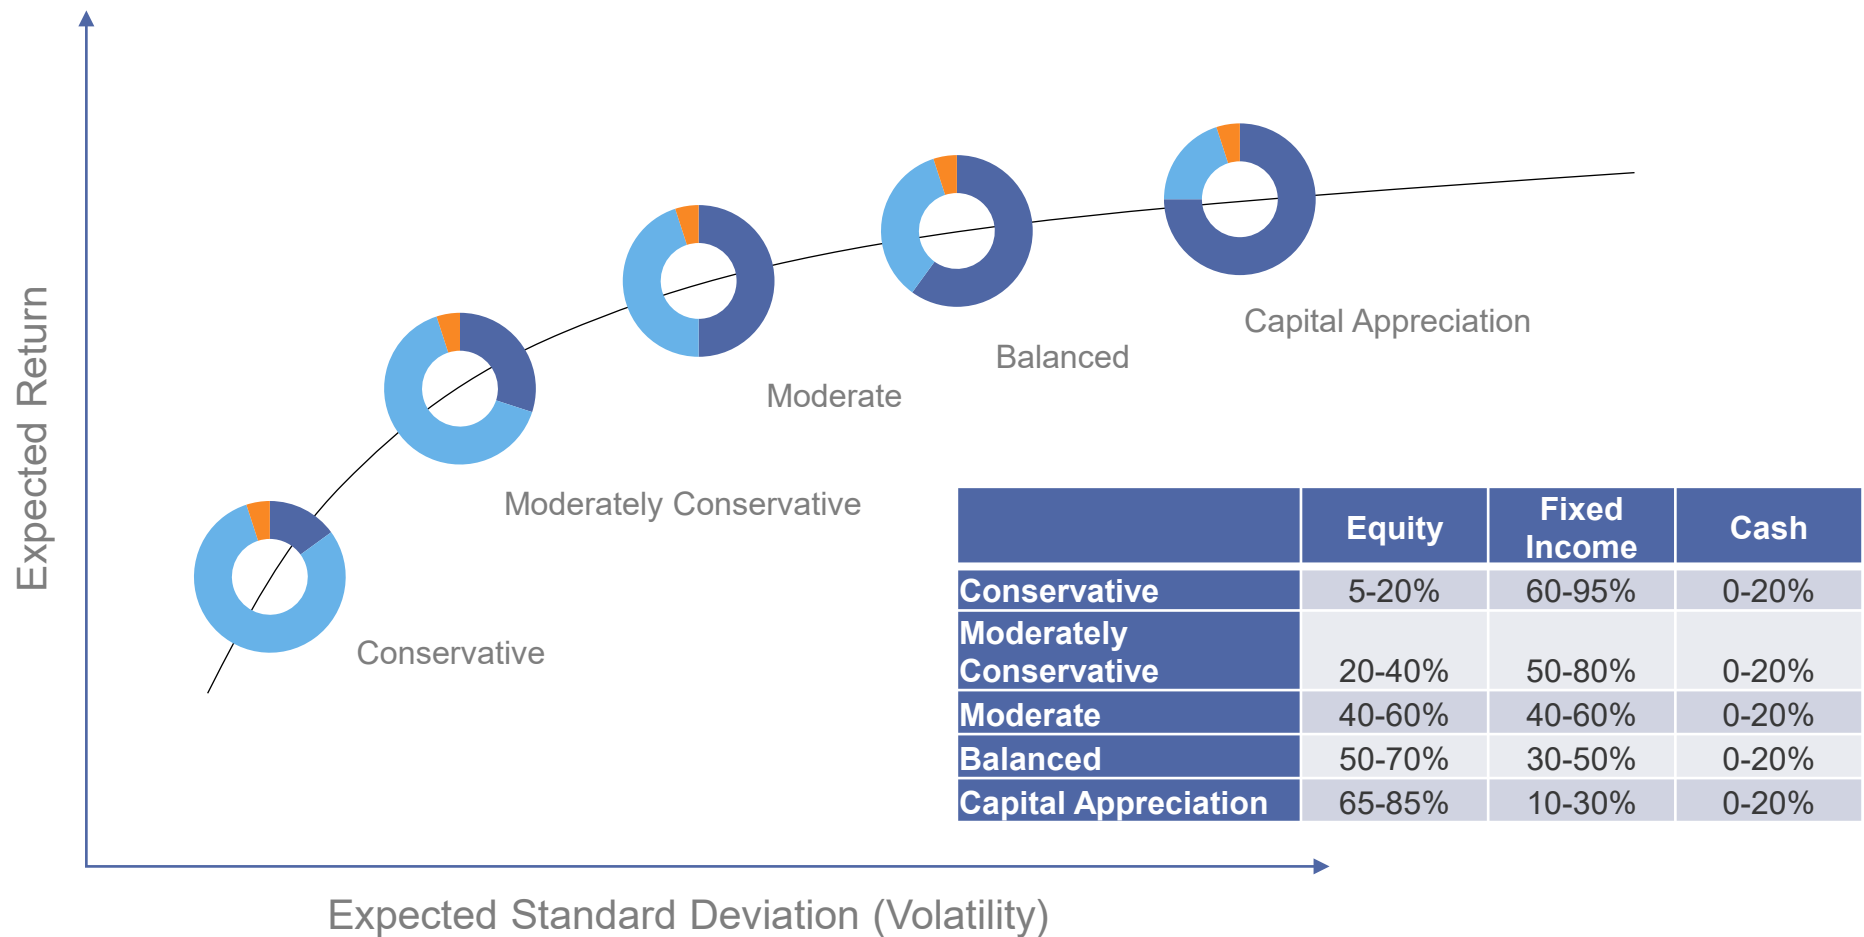 Expected Return
Capital Appreciation
Balanced
Moderate
Moderately Conservative
Conservative
Equity Fixed Income Cash
Conservative 5-20% 60-95% 0-20%
Moderately
Conservative 20-40% 50-80% 0-20%
Moderate 40-60% 40-60% 0-20%
Balanced 50-70% 30-50% 0-20%
Capital Appreciation 65-85% 10-30% 0-20%
Expected Standard Deviation (Volatility)